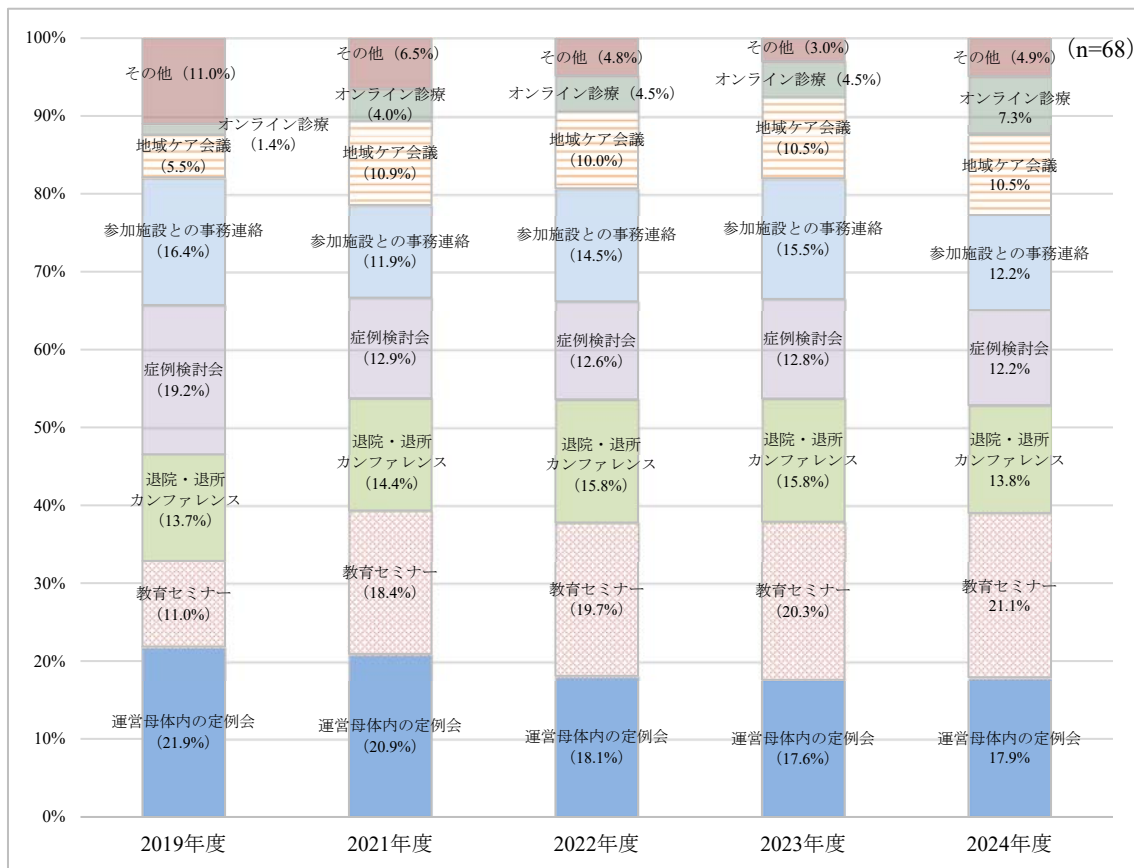 (n=68)
100%
90%
80%
70%
60%
50%
40%
30%
20%
10%
0%
その他（11.0%）
オンライン診療
（1.4%）
地域ケア会議
（5.5%）
参加施設との事務連絡
（16.4%）
症例検討会
（19.2%）
退院・退所
カンファレンス
（13.7%）
教育セミナー
（11.0%）
運営母体内の定例会
（21.9%）
2019年度
その他（6.5%）
オンライン診療
（4.0%）
地域ケア会議
（10.9%）
参加施設との事務連絡
（11.9%）
症例検討会
（12.9%）
退院・退所
カンファレンス
（14.4%）
教育セミナー
（18.4%）
運営母体内の定例会
（20.9%）
2021年度
その他（4.8%）
オンライン診療（4.5%）
地域ケア会議
（10.0%）
参加施設との事務連絡
（14.5%）
症例検討会
（12.6%）
退院・退所
カンファレンス
（15.8%）
教育セミナー
（19.7%）
運営母体内の定例会
（18.1%）
2022年度
その他（3.0%）
オンライン診療（4.5%）
地域ケア会議
（10.5%）
参加施設との事務連絡
（15.5%）
症例検討会
（12.8%）
退院・退所
カンファレンス
（15.8%）
教育セミナー
（20.3%）
運営母体内の定例会
（17.6%）
2023年度
その他（4.9%）
オンライン診療
7.3%
地域ケア会議
10.5%
参加施設との事務連絡
12.2%
症例検討会
12.2%
退院・退所
カンファレンス
13.8%
教育セミナー
21.1%
運営母体内の定例会
17.9%
2024年度